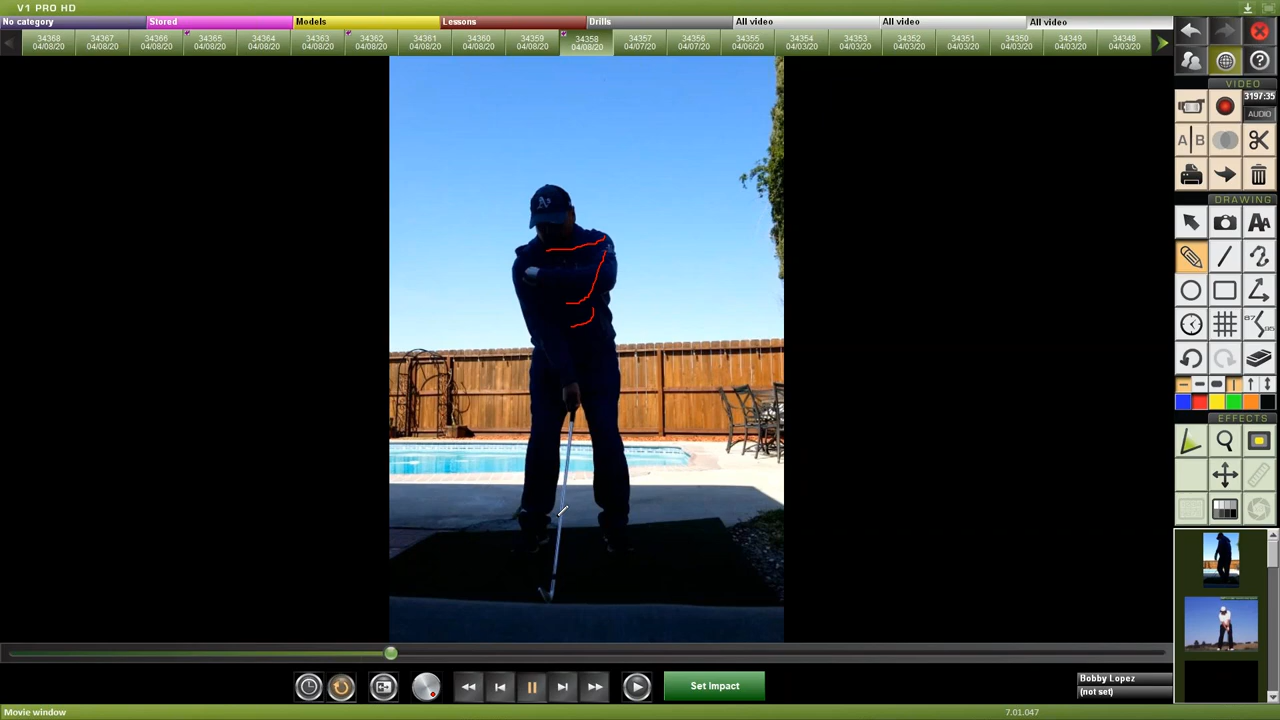 V1 PRO HD
No category Stored Models Lessons Drills All video All video All video
34368 34367 34366 34365 34364 34363 34362 34361 34360 34359 34358 34357 34356 34355 34354 34353 34352 34351 34350 34349 34348
04/08/20 04/08/20 04/08/20 04/08/20 04/08/20 04/08/20 04/08/20 04/08/20 04/08/20 04/08/20 04/08/20 04/07/20 04/07/20 04/06/20 04/03/20 04/03/20 04/03/20 04/03/20 04/03/20 04/03/20 04/03/20
VIDEO
3197:35
AUDIO
A B
DRAWING
AA
A's
EFFECTS
Set Impact
Bobby Lopez
(not set)
Movie window
7.01.047